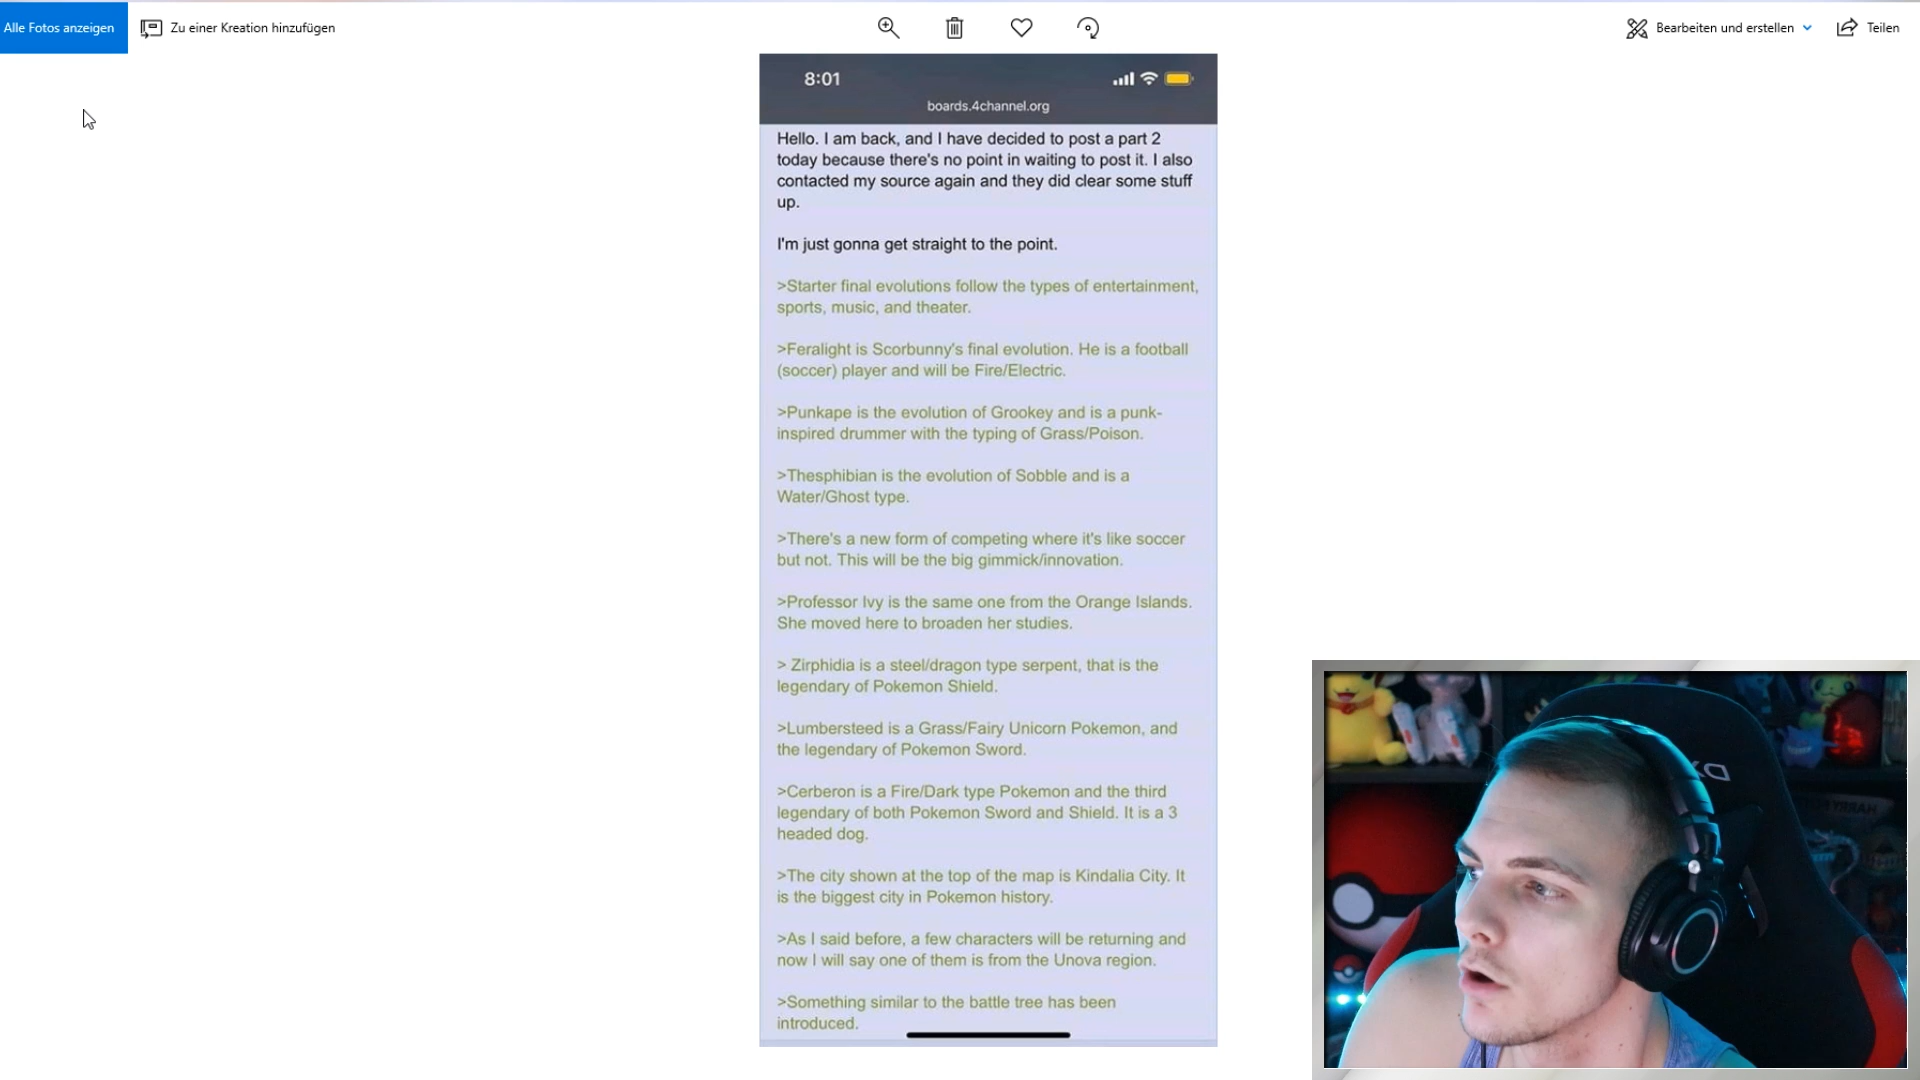 Alle Fotos anzeigen
Zu einer Kreation hinzufügen
Bearbeiten und erstellen
Teilen
8:01
boards.4channel.org
Hello. I am back, and I have decided to post a part 2
today because there's no point in waiting to post it. I also
contacted my source again and they did clear some stuff
up.
I'm just gonna get straight to the point.
>Starter final evolutions follow the types of entertainment,
sports, music, and theater.
>Feralight is Scorbunny's final evolution. He is a football
(soccer) player and will be Fire/Electric.
>Punkape is the evolution of Grookey and is a punk-
inspired drummer with the typing of Grass/Poison.
>Thesphibian is the evolution of Sobble and is a
Water/Ghost type.
>There's a new form of competing where it's like soccer
but not. This will be the big gimmick/innovation.
>Professor Ivy is the same one from the Orange Islands.
She moved here to broaden her studies.
> Zirphidia is a steel/dragon type serpent, that is the
legendary of Pokemon Shield.
>Lumbersteed is a Grass/Fairy Unicorn Pokemon, and
the legendary of Pokemon Sword.
>Cerberon is a Fire/Dark type Pokemon and the third
legendary of both Pokemon Sword and Shield. It is a 3
headed dog.
>The city shown at the top of the map is Kindalia City. It
is the biggest city in Pokemon history.
>As I said before, a few characters will be returning and
now I will say one of them is from the Unova region.
>Something similar to the battle tree has been
introduced.